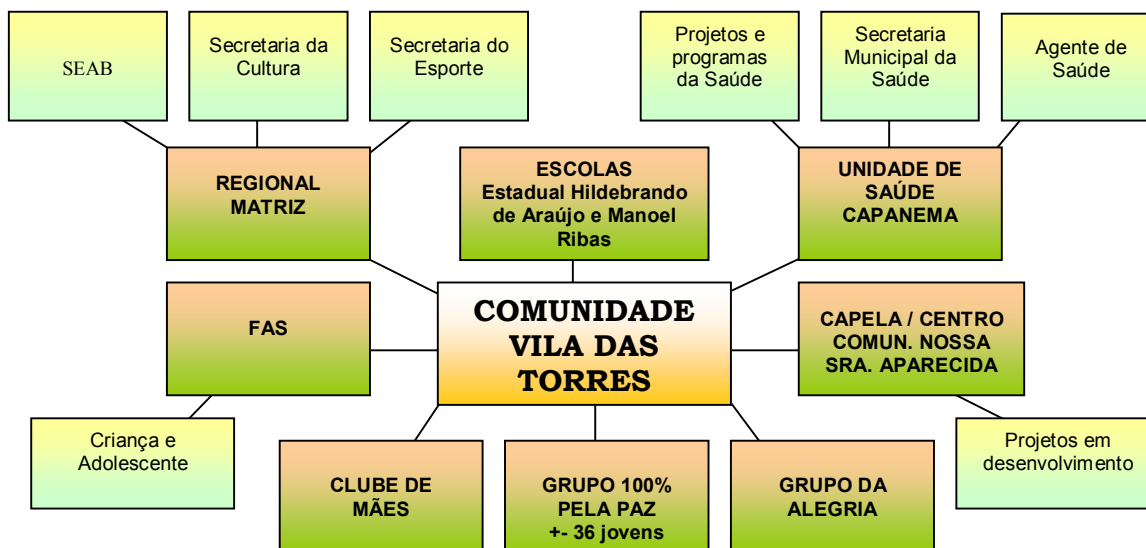 SEAB
Secretaria da
Cultura
Secretaria do
Esporte
Projetos e
programas
da Saúde
Secretaria
Municipal da
Saúde
Agente de
Saúde
REGIONAL
MATRIZ
ESCOLAS
Estadual Hildebrando
de Araújo e Manoel
Ribas
UNIDADE DE
SAÚDE
CAPANEMA
FAS
COMUNIDADE
VILA DAS
TORRES
CAPELA / CENTRO
COMUN. NOSSA
SRA. APARECIDA
Criança e
Adolescente
CLUBE DE
MÃES
GRUPO 100%
PELA PAZ
+- 36 jovens
GRUPO DA
ALEGRIA
Projetos em
desenvolvimento